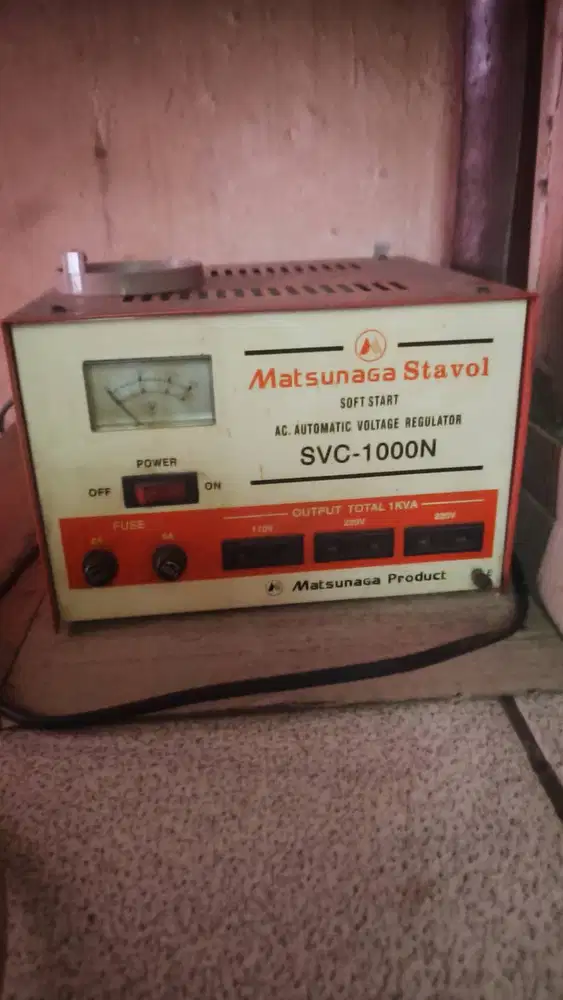 Matsunaga Stavol
SOFT START
AC. AUTOMATIC VOLTAGE REGULATOR
SVC-1000N
POWER
OFF
ON
OUTPUT TOTAL 1KVA
FUSE
110V
220V
220V
Matsunaga Product